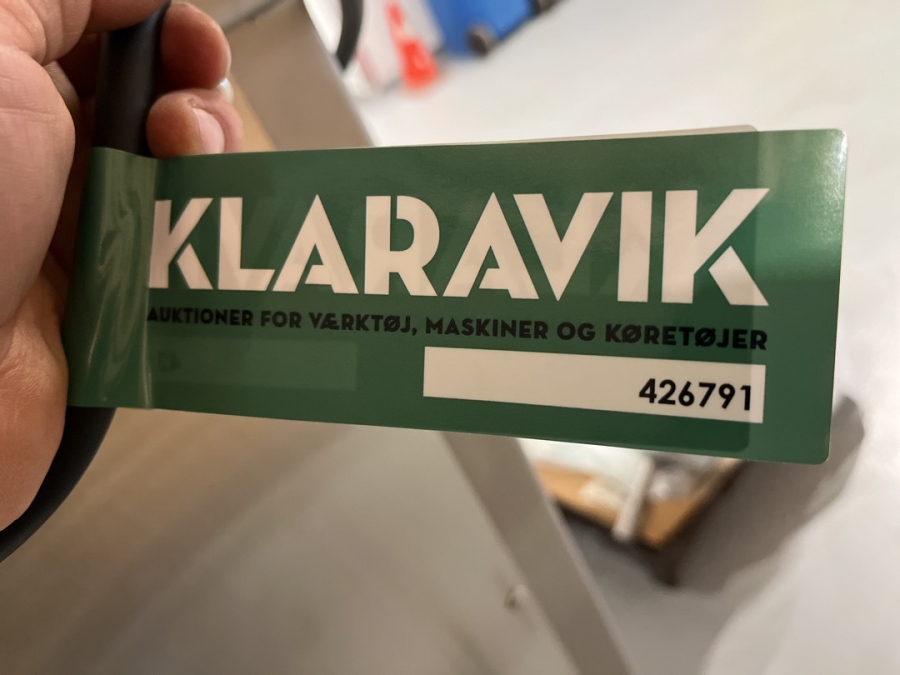 KLARAVIK
AUKTIONER FOR VÆRKTØJ, MASKINER OG KØRETØJER
426791